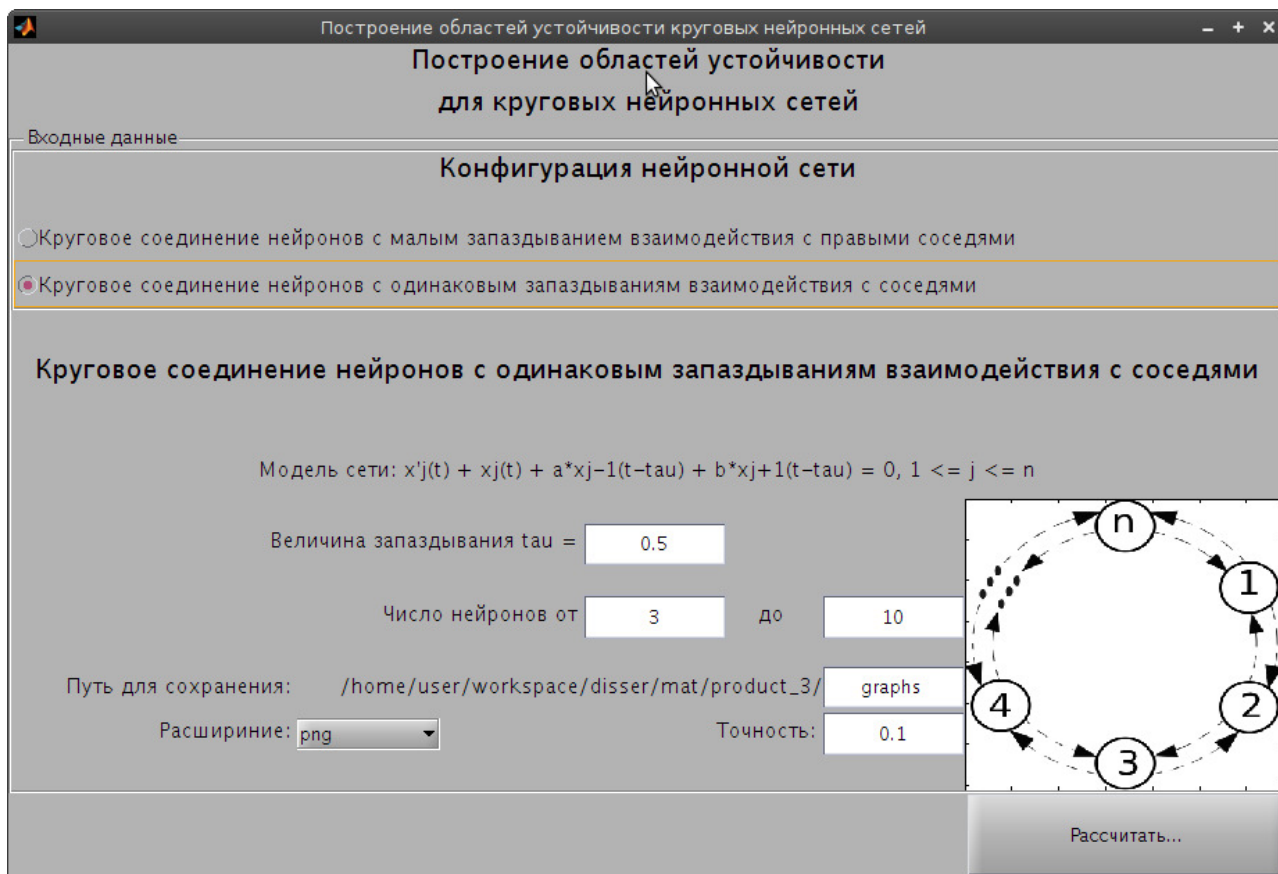 Построение областей устойчивости круговых нейронных сетей
Построение областей устойчивости
для круговых нейронных сетей
Входные данные
Конфигурация нейронной сети
Круговое соединение нейронов с малым запаздыванием взаимодействия с правыми соседями
Круговое соединение нейронов с одинаковым запаздываниям взаимодействия с соседями
Круговое соединение нейронов с одинаковым запаздываниям взаимодействия с соседями
Модель сети: x'j(t) + xj(t) + a*xj-1(t-tau) + b*xj+1(t-tau) = 0, 1 <= j <= n
Величина запаздывания tau = 0.5
Число нейронов от 3 до 10
Путь для сохранения: /home/user/workspace/disser/mat/product_3/ graphs
Расшириние: png Точность: 0.1
n
1
2
3
4
Рассчитать...